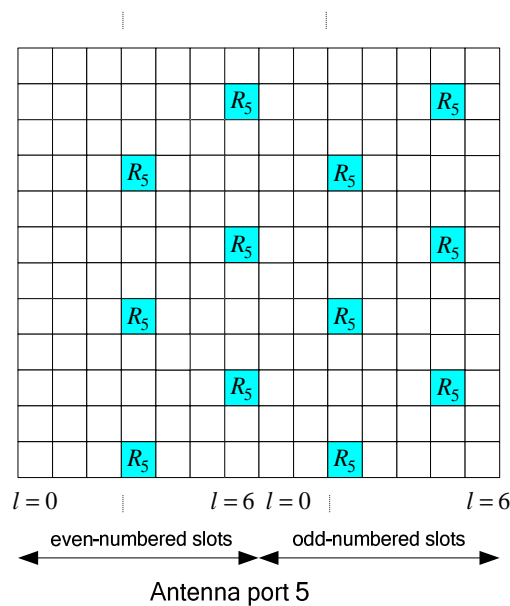 R₅ R₅
R₅ R₅
R₅ R₅
R₅ R₅
R₅ R₅
R₅ R₅
l = 0 l = 6 l = 0 l = 6
even-numbered slots odd-numbered slots
Antenna port 5